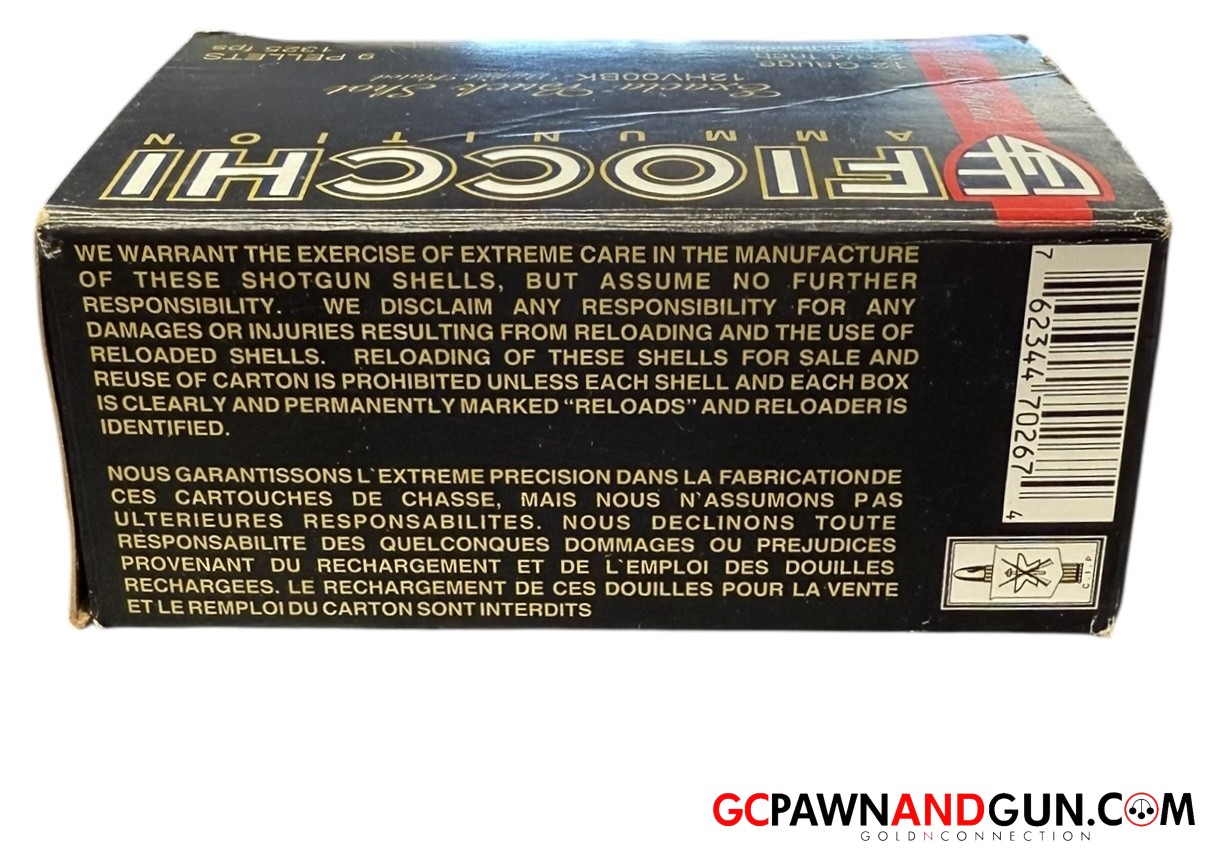 9 PELLETS
1325 fps
12 Gauge
12HV00BK
Exacta Buck Shot
AMMUNITION
FIOCCHI
WE WARRANT THE EXERCISE OF EXTREME CARE IN THE MANUFACTURE
OF THESE SHOTGUN SHELLS, BUT ASSUME NO FURTHER
RESPONSIBILITY. WE DISCLAIM ANY RESPONSIBILITY FOR ANY
DAMAGES OR INJURIES RESULTING FROM RELOADING AND THE USE OF
RELOADED SHELLS. RELOADING OF THESE SHELLS FOR SALE AND
REUSE OF CARTON IS PROHIBITED UNLESS EACH SHELL AND EACH BOX
IS CLEARLY AND PERMANENTLY MARKED “RELOADS” AND RELOADER IS
IDENTIFIED.
NOUS GARANTISSONS L`EXTREME PRECISION DANS LA FABRICATION DE
CES CARTOUCHES DE CHASSE, MAIS NOUS N`ASSUMONS PAS
ULTERIEURES RESPONSABILITES. NOUS DECLINONS TOUTE
RESPONSABILITE DES QUELCONQUES DOMMAGES OU PREJUDICES
PROVENANT DU RECHARGEMENT ET DE L`EMPLOI DES DOUILLES
RECHARGEES. LE RECHARGEMENT DE CES DOUILLES POUR LA VENTE
ET LE REMPLOI DU CARTON SONT INTERDITS
7 62344 70267 4
C.I.P.
GCPAWNANDGUN.COM
GOLDNCONNECTION